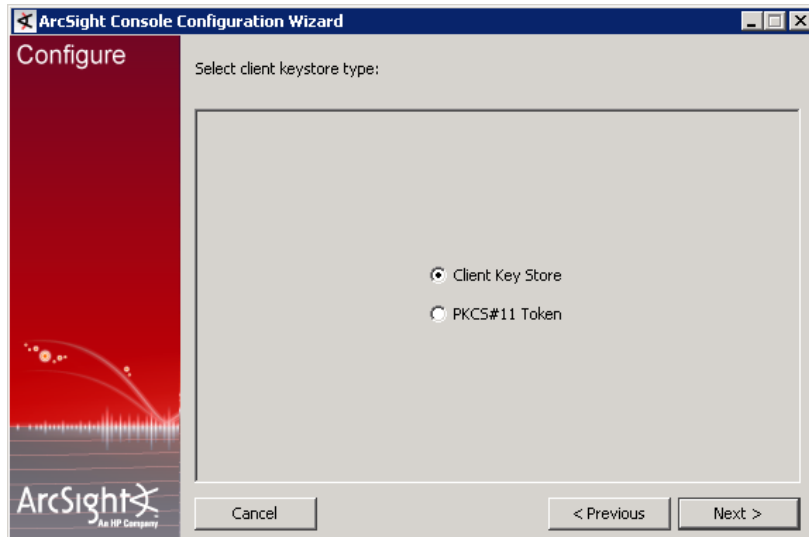 ArcSight Console Configuration Wizard
Configure
Select client keystore type:
Client Key Store
PKCS#11 Token
ArcSight
An HP Company
Cancel
< Previous
Next >